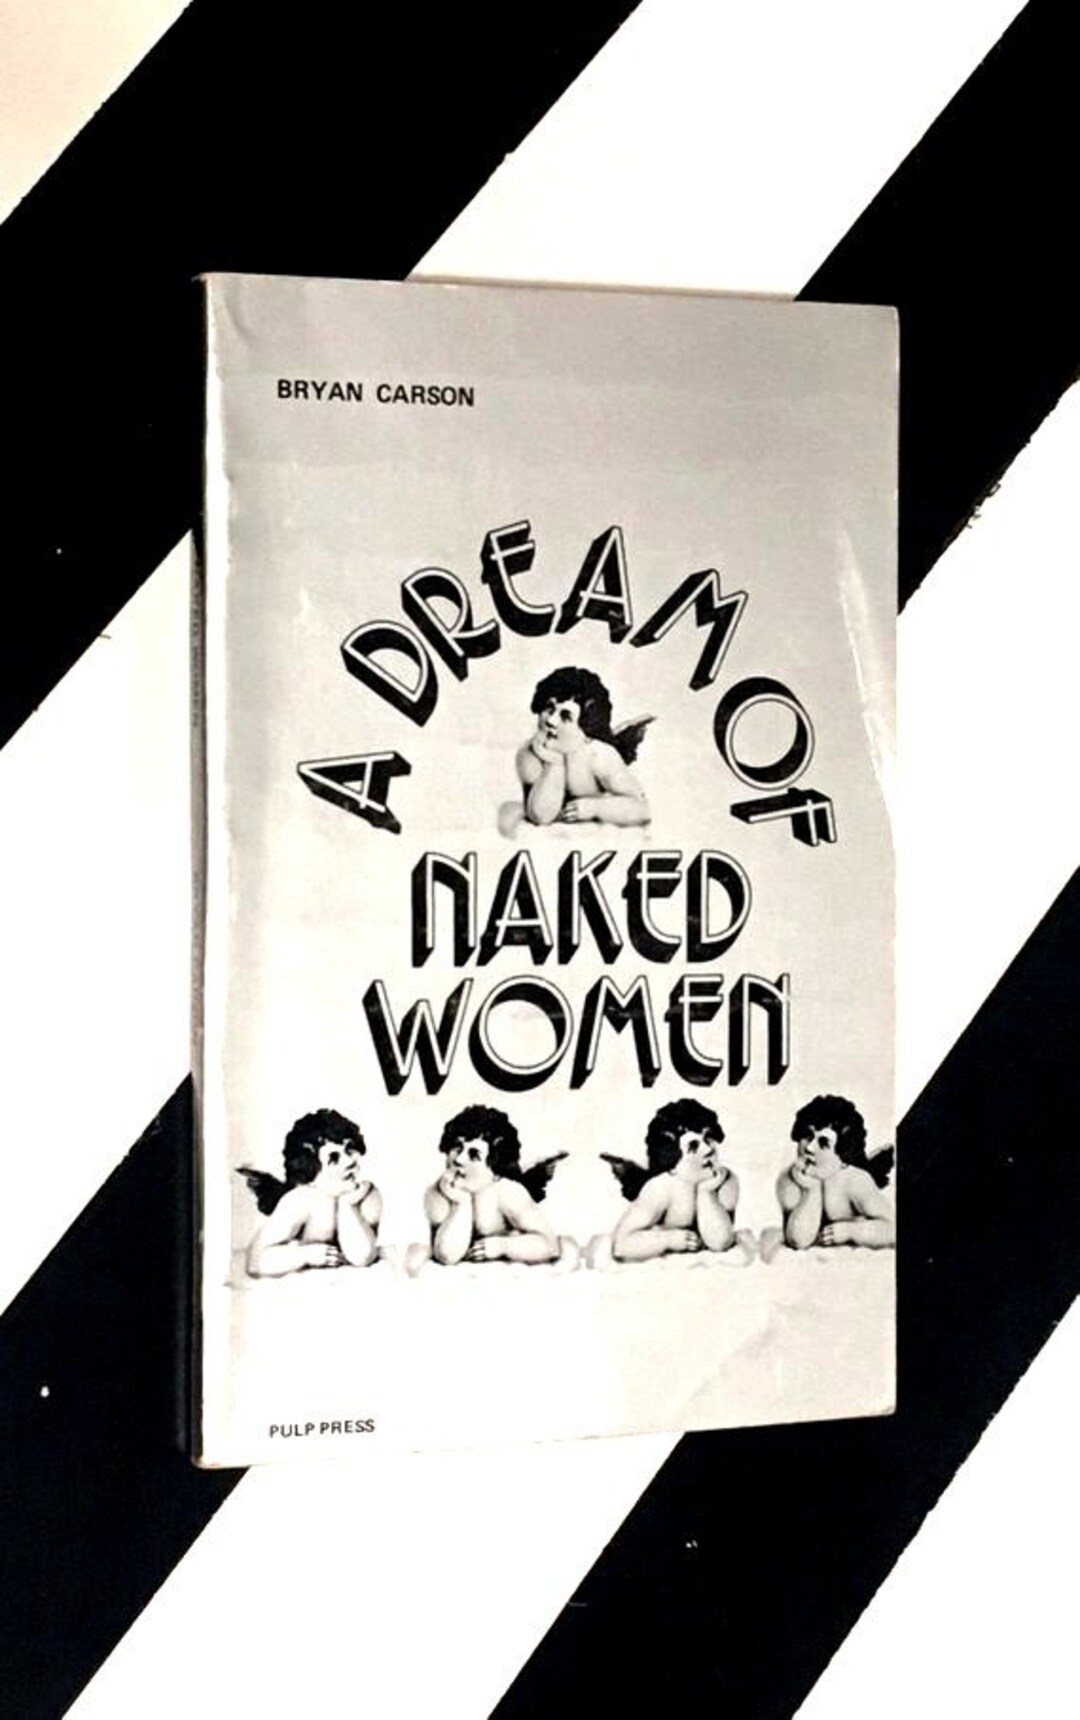 BRYAN CARSON
A DREAM OF
NAKED
WOMEN
PULP PRESS